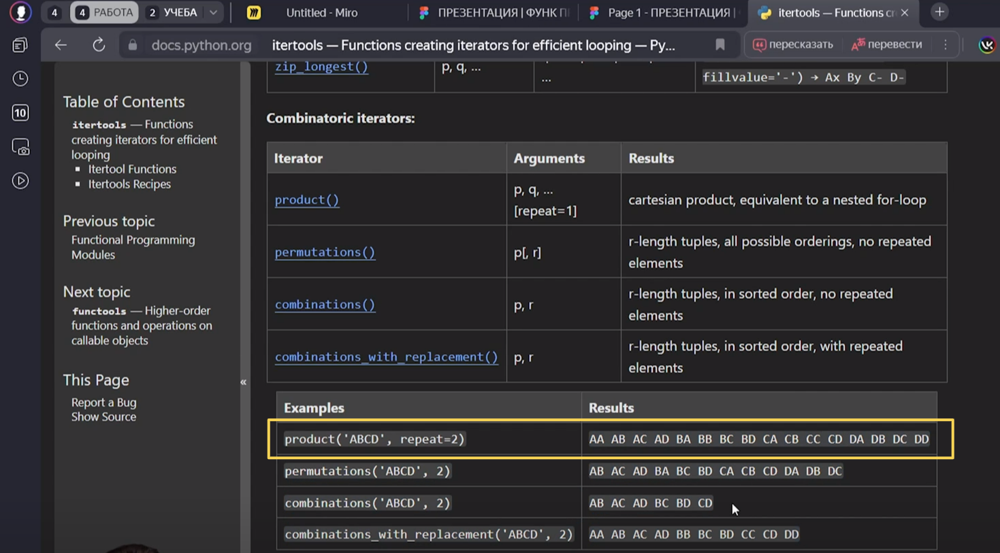 4
4 РАБОТА
2 УЧЕБА
Untitled - Miro
ПРЕЗЕНТАЦИЯ | ФУНК
Page 1 - ПРЕЗЕНТАЦИЯ |
itertools — Functions cr
docs.python.org
itertools — Functions creating iterators for efficient looping — Py...
пересказать
перевести
10
Table of Contents
itertools — Functions
creating iterators for efficient
looping
Itertool Functions
Itertools Recipes
Previous topic
Functional Programming
Modules
Next topic
functools — Higher-order
functions and operations on
callable objects
This Page
Report a Bug
Show Source
«
zip_longest() p, q, ... ... fillvalue='-') → Ax By C- D-
Combinatoric iterators:
Iterator Arguments Results
product() p, q, ... [repeat=1] cartesian product, equivalent to a nested for-loop
permutations() p[, r] r-length tuples, all possible orderings, no repeated
elements
combinations() p, r r-length tuples, in sorted order, no repeated
elements
combinations_with_replacement() p, r r-length tuples, in sorted order, with repeated
elements
Examples Results
product('ABCD', repeat=2) AA AB AC AD BA BB BC BD CA CB CC CD DA DB DC DD
permutations('ABCD', 2) AB AC AD BA BC BD CA CB CD DA DB DC
combinations('ABCD', 2) AB AC AD BC BD CD
combinations_with_replacement('ABCD', 2) AA AB AC AD BB BC BD CC CD DD